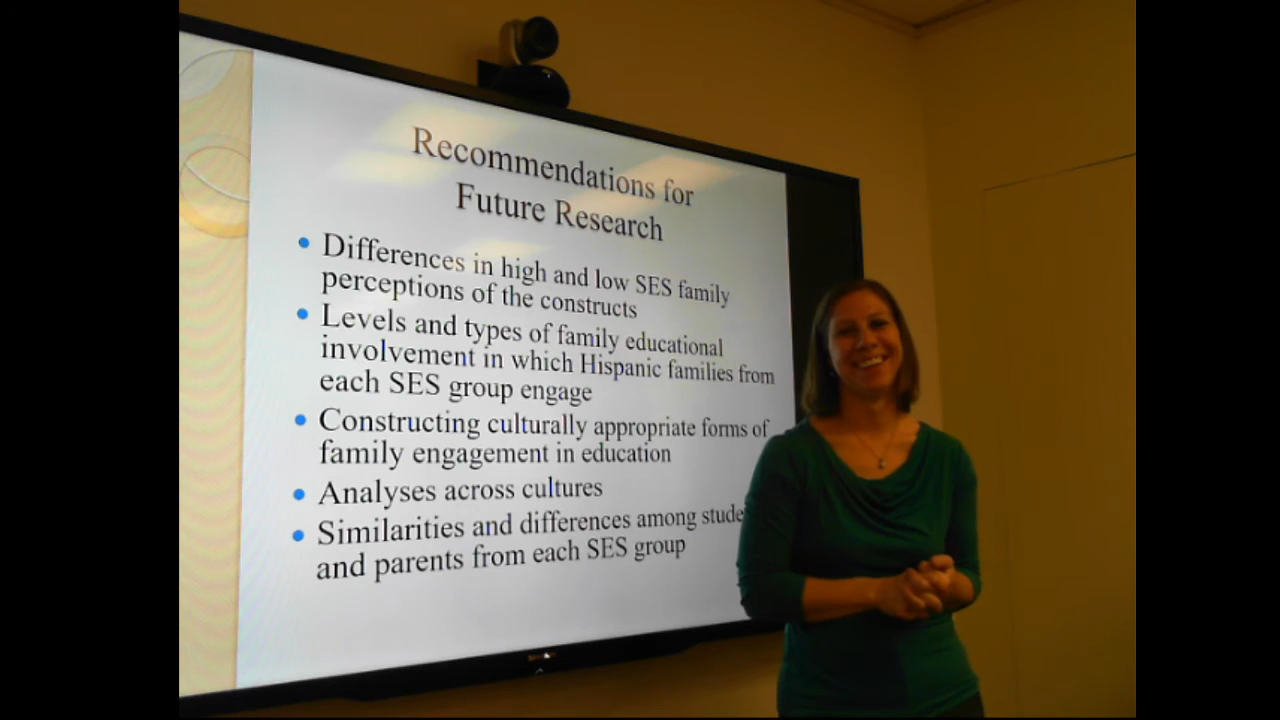 Recommendations for
Future Research
• Differences in high and low SES family
perceptions of the constructs
• Levels and types of family educational
involvement in which Hispanic families from
each SES group engage
• Constructing culturally appropriate forms of
family engagement in education
• Analyses across cultures
• Similarities and differences among stude
and parents from each SES group